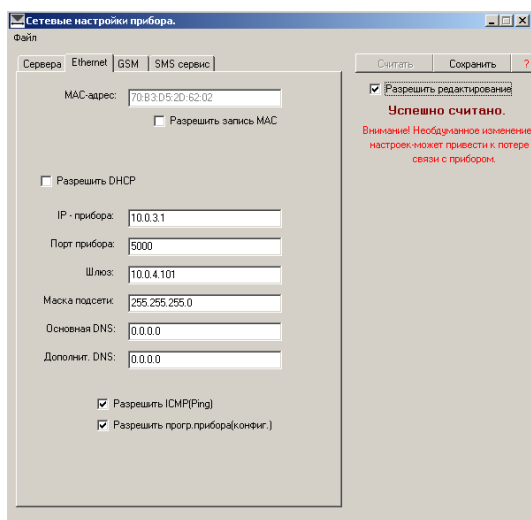 Сетевые настройки прибора.
Файл
Сервера Ethernet GSM SMS сервис
Считать Сохранить ?
Разрешить редактирование
Успешно считано.
Внимание! Необдуманное изменение
настроек-может привести к потере
связи с прибором.
MAC-адрес: 70:B3:D5:2D:62:02
Разрешить запись MAC
Разрешить DHCP
IP - прибора: 10.0.3.1
Порт прибора: 5000
Шлюз: 10.0.4.101
Маска подсети: 255.255.255.0
Основная DNS: 0.0.0.0
Дополнит. DNS: 0.0.0.0
Разрешить ICMP(Ping)
Разрешить прогр.прибора(конфиг.)